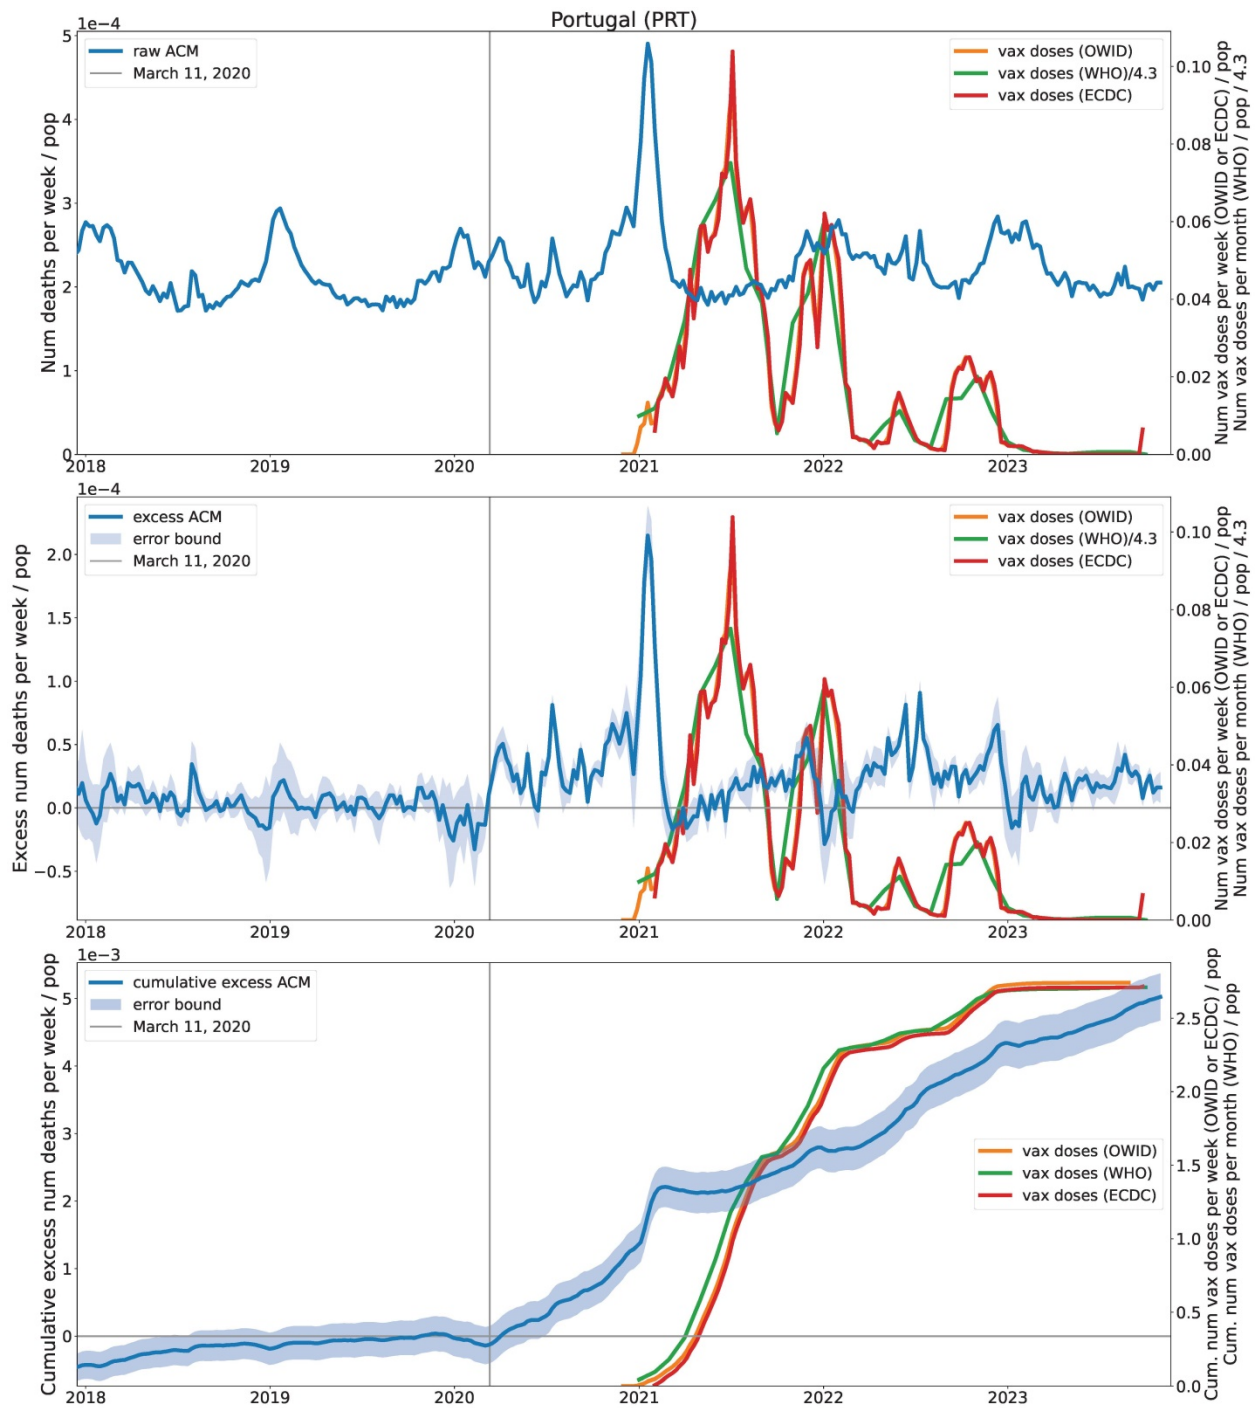 Portugal (PRT)
1e−4
raw ACM
March 11, 2020
vax doses (OWID)
vax doses (WHO)/4.3
vax doses (ECDC)
Num deaths per week / pop
5
4
3
2
1
0
0.10
0.08
0.06
0.04
0.02
0.00
Num vax doses per week (OWID or ECDC) / pop
Num vax doses per month (WHO) / pop / 4.3
2018 2019 2020 2021 2022 2023
1e−4
excess ACM
error bound
March 11, 2020
vax doses (OWID)
vax doses (WHO)/4.3
vax doses (ECDC)
Excess num deaths per week / pop
2.0
1.5
1.0
0.5
0.0
−0.5
0.10
0.08
0.06
0.04
0.02
0.00
Num vax doses per week (OWID or ECDC) / pop
Num vax doses per month (WHO) / pop / 4.3
2018 2019 2020 2021 2022 2023
1e−3
cumulative excess ACM
error bound
March 11, 2020
vax doses (OWID)
vax doses (WHO)
vax doses (ECDC)
Cumulative excess num deaths per week / pop
5
4
3
2
1
0
2.5
2.0
1.5
1.0
0.5
0.0
Cum. num vax doses per week (OWID or ECDC) / pop
Cum. num vax doses per month (WHO) / pop
2018 2019 2020 2021 2022 2023